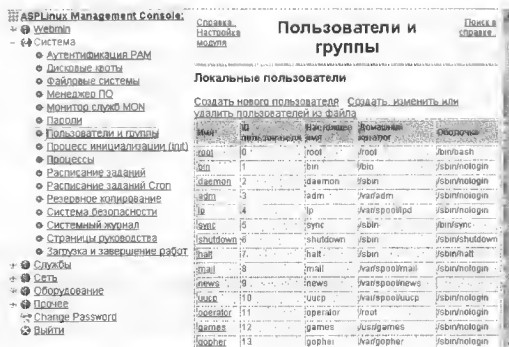 ASPLinux Management Console:
Webmin
Система
Аутентификация PAM
Дисковые квоты
Файловые системы
Менеджер ПО
Монитор служб MON
Пароли
Пользователи и группы
Процесс инициализации (Init)
Процессы
Расписание заданий
Расписание заданий Cron
Резервное копирование
Система безопасности
Системный журнал
Страницы руководства
Загрузка и завершение работ
Службы
Сеть
Оборудование
Прочее
Change Password
Выйти
Справка..
Настройка
модуля
Пользователи и
группы
Поиск в
справке..
Локальные пользователи
Создать нового пользователя Создать, изменить или
удалить пользователей из файла
Имя ID пользователя Настоящее имя Домашний каталог Оболочка
root 0 root /root /bin/bash
bin 1 bin /bin /sbin/nologin
daemon 2 daemon /sbin /sbin/nologin
adm 3 adm /var/adm /sbin/nologin
lp 4 lp /var/spool/lpd /sbin/nologin
sync 5 sync /sbin /bin/sync
shutdown 6 shutdown /sbin /sbin/shutdown
halt 7 halt /sbin /sbin/halt
mail 8 mail /var/spool/mail /sbin/nologin
news 9 news /var/spool/news
uucp 10 uucp /var/spool/uucp /sbin/nologin
operator 11 operator /root /sbin/nologin
games 12 games /usr/games /sbin/nologin
gopher 13 gopher /var/gopher /sbin/nologin